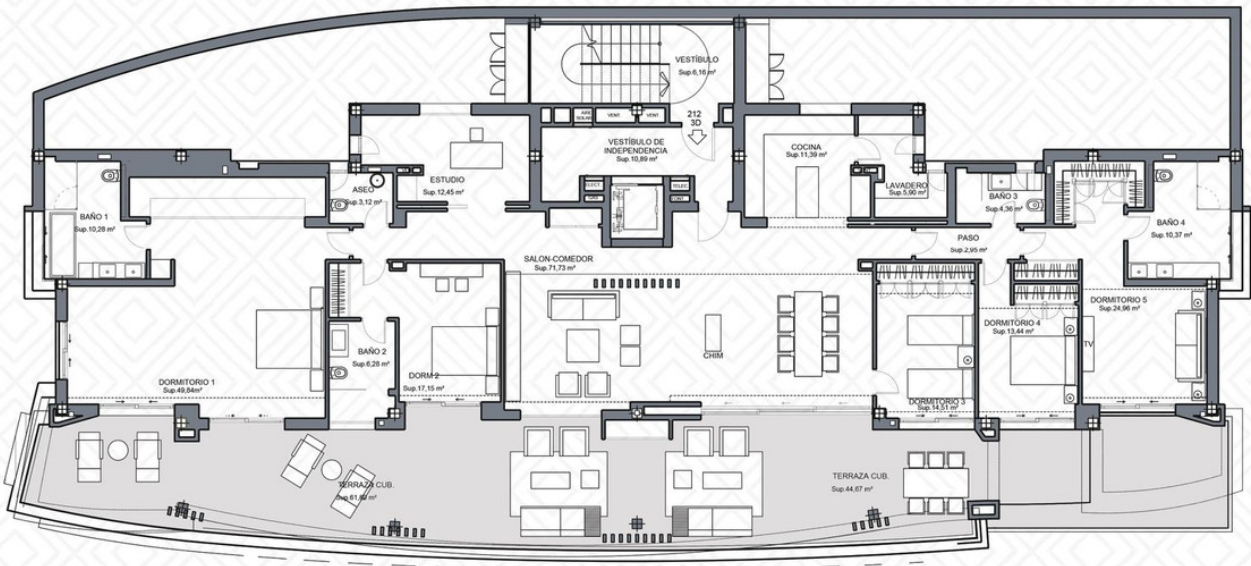 VESTÍBULO
Sup.6,16 m²
212
3D
AIRE
SOLAR
VENT
VENT
VESTÍBULO DE
INDEPENDENCIA
Sup. 10,89 m²
COCINA
Sup.11,39 m²
ESTUDIO
Sup.12,45 m²
ASEO
Sup.3,12 m²
ELECT.
GAS
TELEC.
FONT.
LAVADERO
Sup.5,90 m²
BAÑO 3
Sup.4,36 m²
BAÑO 1
Sup.10,28 m²
BAÑO 4
Sup.10,37 m²
PASO
Sup.2,95 m²
SALON-COMEDOR
Sup.71,73 m²
DORMITORIO 5
Sup.24,96 m²
DORMITORIO 4
Sup.13,44 m²
TV
CHIM
BAÑO 2
Sup.6,28 m²
DORM 2
Sup.17,15 m²
DORMITORIO 1
Sup.49,84m²
DORMITORIO 3
Sup.14,51 m²
TERRAZA CUB.
TERRAZA CUB.
Sup.44,67 m²